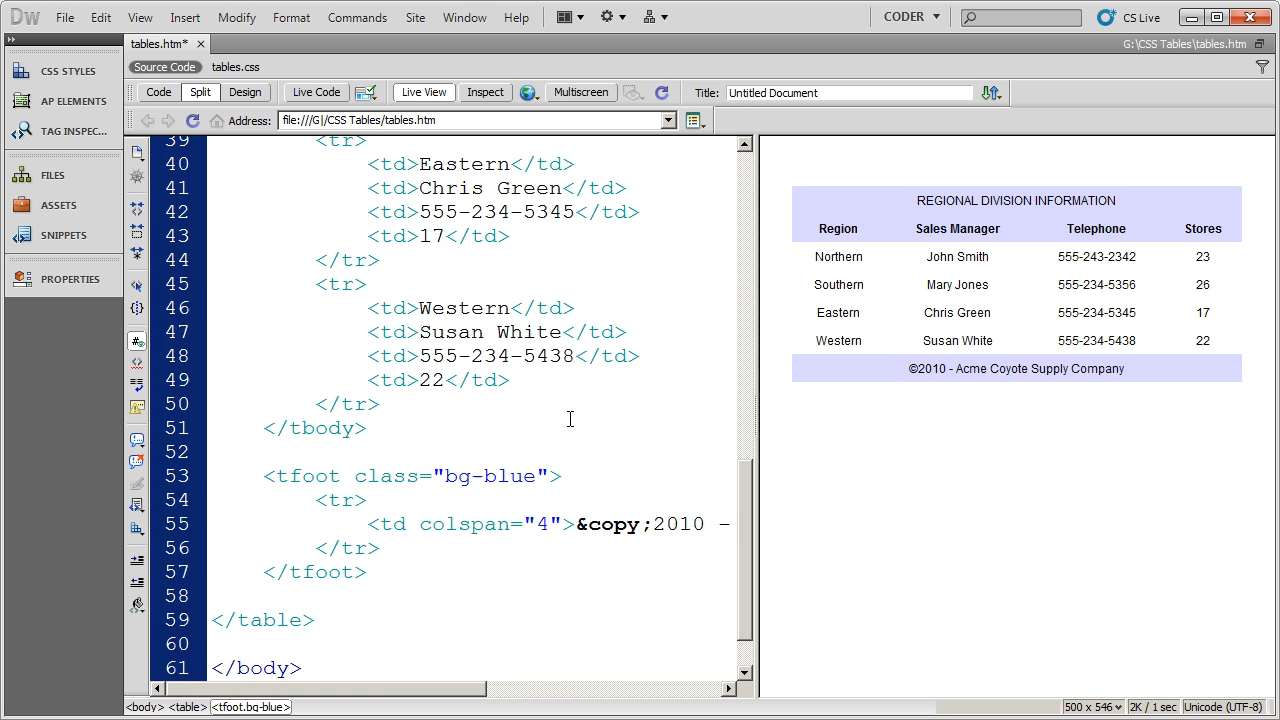 Dw File Edit View Insert Modify Format Commands Site Window Help CODER CS Live
tables.htm* × G:\CSS Tables\tables.htm
Source Code tables.css
Code Split Design Live Code Live View Inspect Multiscreen Title: Untitled Document
Address: file:///G|/CSS Tables/tables.htm
CSS STYLES
AP ELEMENTS
TAG INSPEC...
FILES
ASSETS
SNIPPETS
PROPERTIES
39 <tr>
40 <td>Eastern</td>
41 <td>Chris Green</td>
42 <td>555-234-5345</td>
43 <td>17</td>
44 </tr>
45 <tr>
46 <td>Western</td>
47 <td>Susan White</td>
48 <td>555-234-5438</td>
49 <td>22</td>
50 </tr>
51 </tbody>
52
53 <tfoot class="bg-blue">
54 <tr>
55 <td colspan="4">&copy;2010 -
56 </tr>
57 </tfoot>
58
59 </table>
60
61 </body>
REGIONAL DIVISION INFORMATION
Region Sales Manager Telephone Stores
Northern John Smith 555-243-2342 23
Southern Mary Jones 555-234-5356 26
Eastern Chris Green 555-234-5345 17
Western Susan White 555-234-5438 22
©2010 - Acme Coyote Supply Company
<body> <table> <tfoot.bg-blue> 500 x 546 2K / 1 sec Unicode (UTF-8)